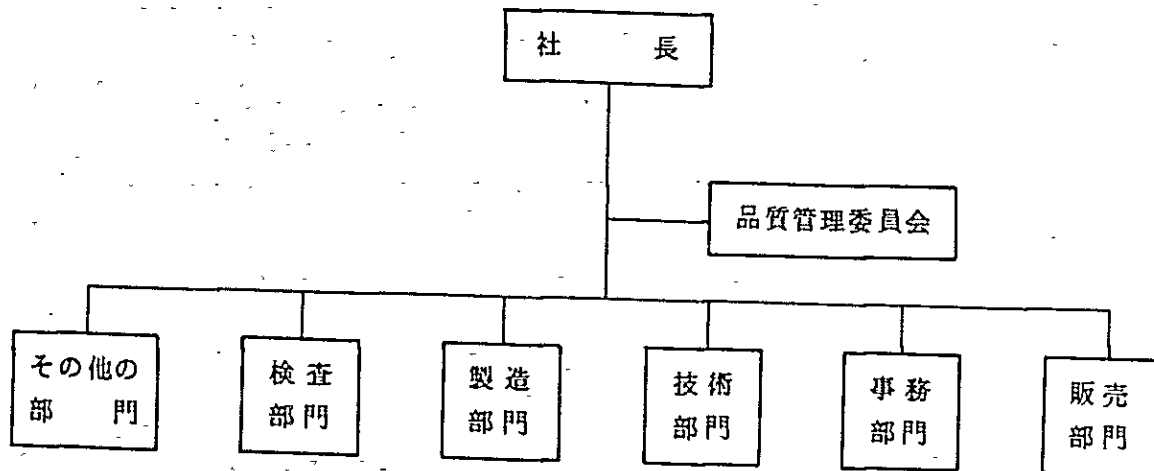 社 長
品質管理委員会
その他の
部 門
検査
部門
製造
部門
技術
部門
事務
部門
販売
部門